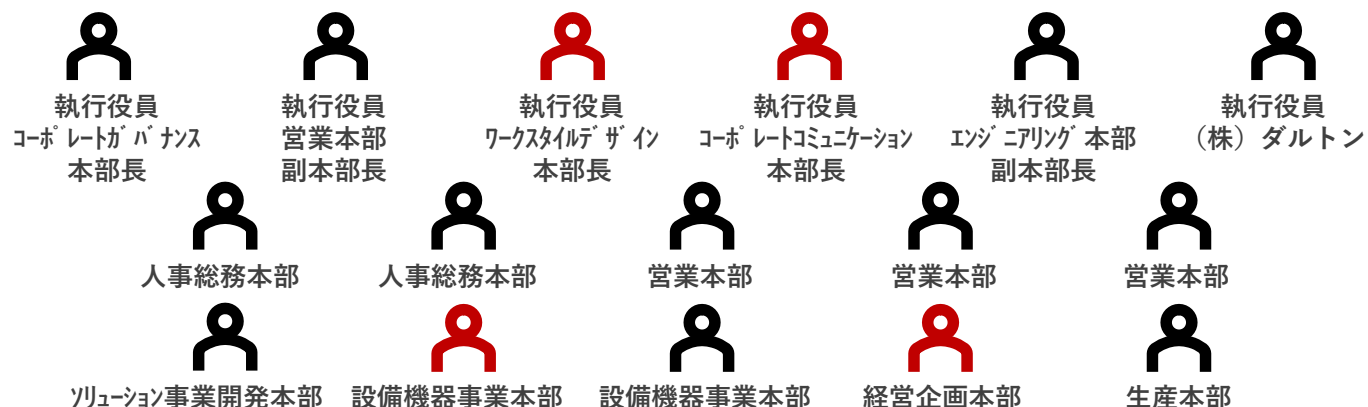 執行役員 執行役員 執行役員 執行役員 執行役員 執行役員
ｺｰﾎﾟﾚｰﾄｶﾞﾊﾞﾅﾝｽ 営業本部 ﾜｰｸｽﾀｲﾙﾃﾞｻﾞｲﾝ ｺｰﾎﾟﾚｰﾄｺﾐｭﾆｹｰｼｮﾝ ｴﾝｼﾞﾆｱﾘﾝｸﾞ本部 （株）ダルトン
本部長 副本部長 本部長 本部長 副本部長
人事総務本部 人事総務本部 営業本部 営業本部 営業本部
ｿﾘｭｰｼｮﾝ事業開発本部 設備機器事業本部 設備機器事業本部 経営企画本部 生産本部